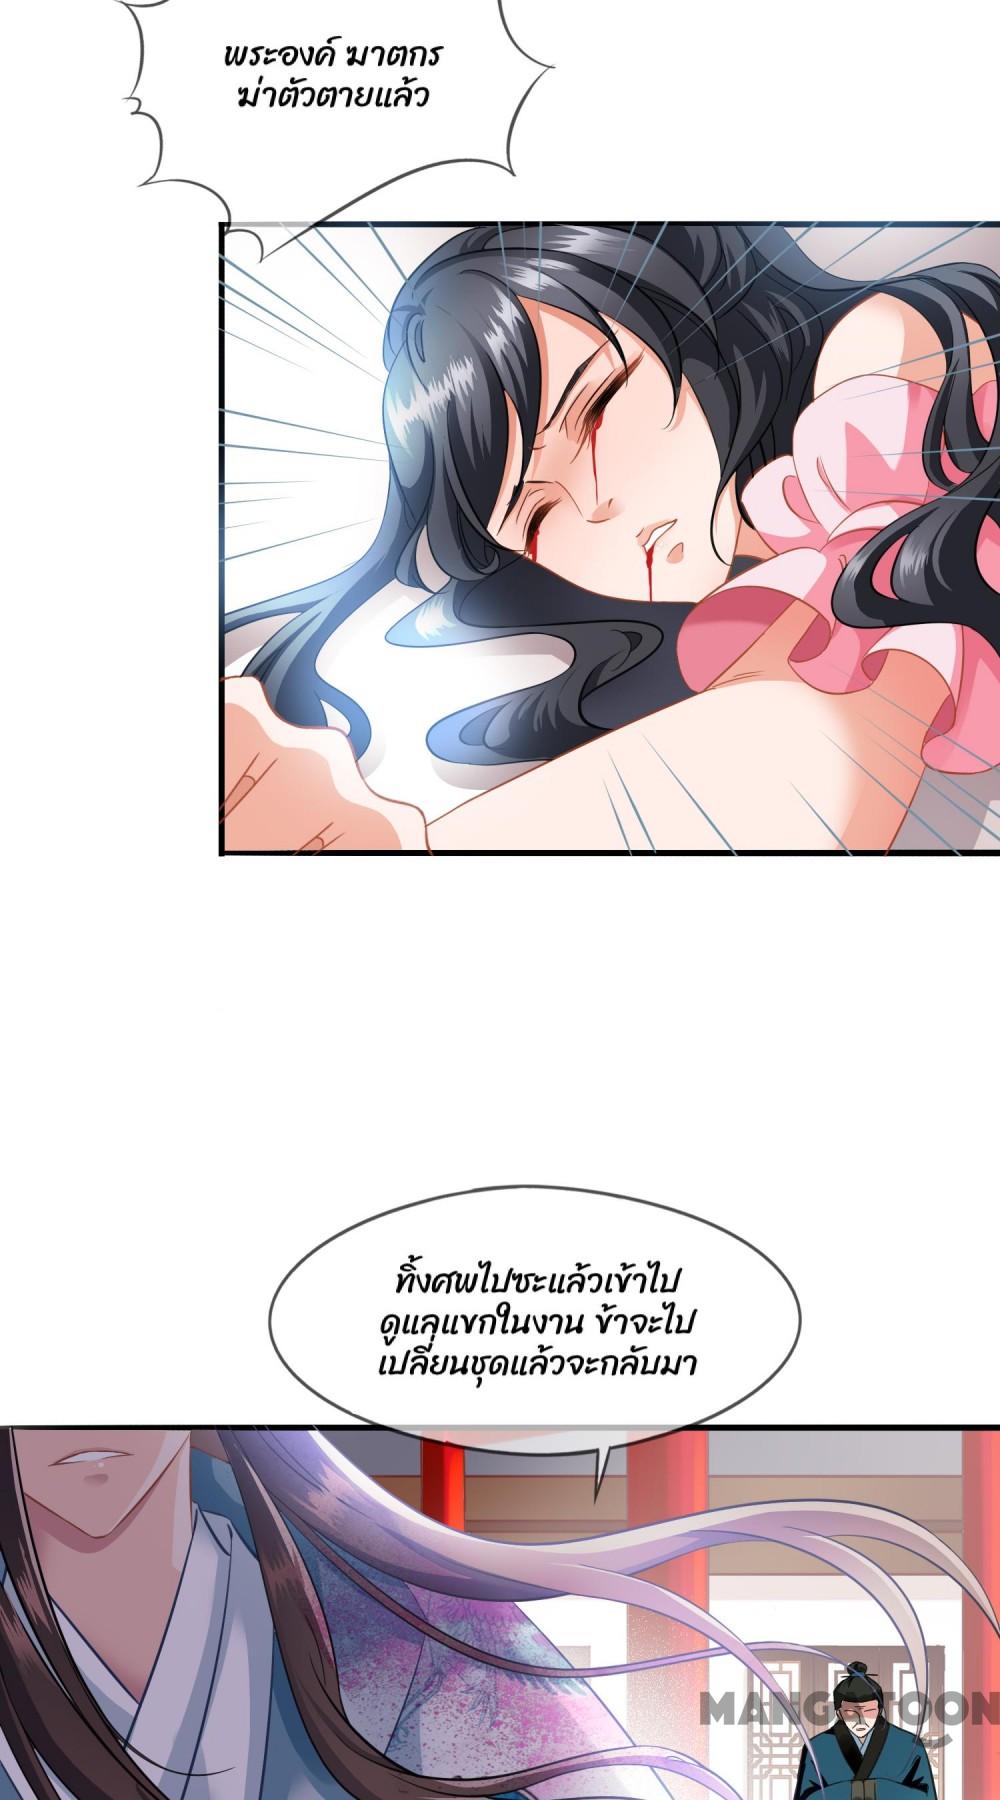 พระองค์ ฆาตกร
ฆ่าตัวตายแล้ว
ทิ้งศพไปซะแล้วเข้าไป
ดูแลแขกในงาน ข้าจะไป
เปลี่ยนชุดแล้วจะกลับมา
MANGATOON